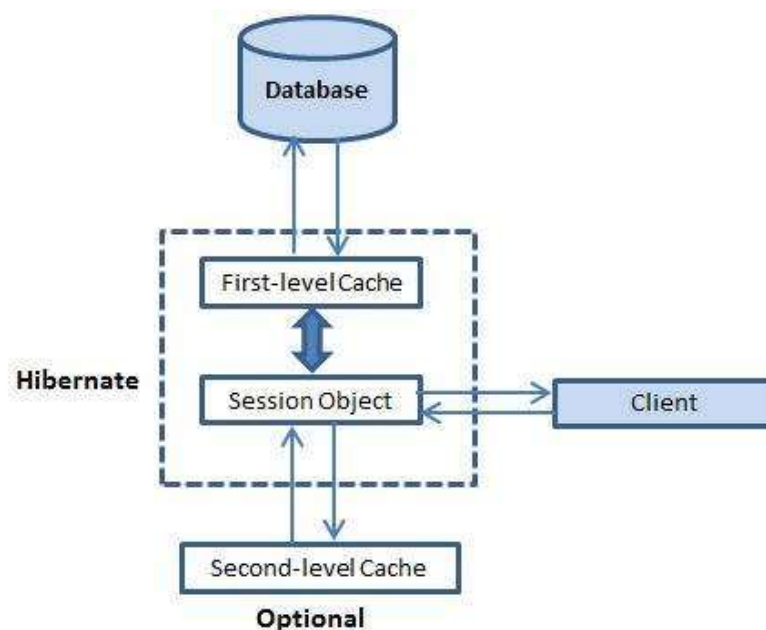 Database
First-level Cache
Hibernate
Session Object
Client
Second-level Cache
Optional